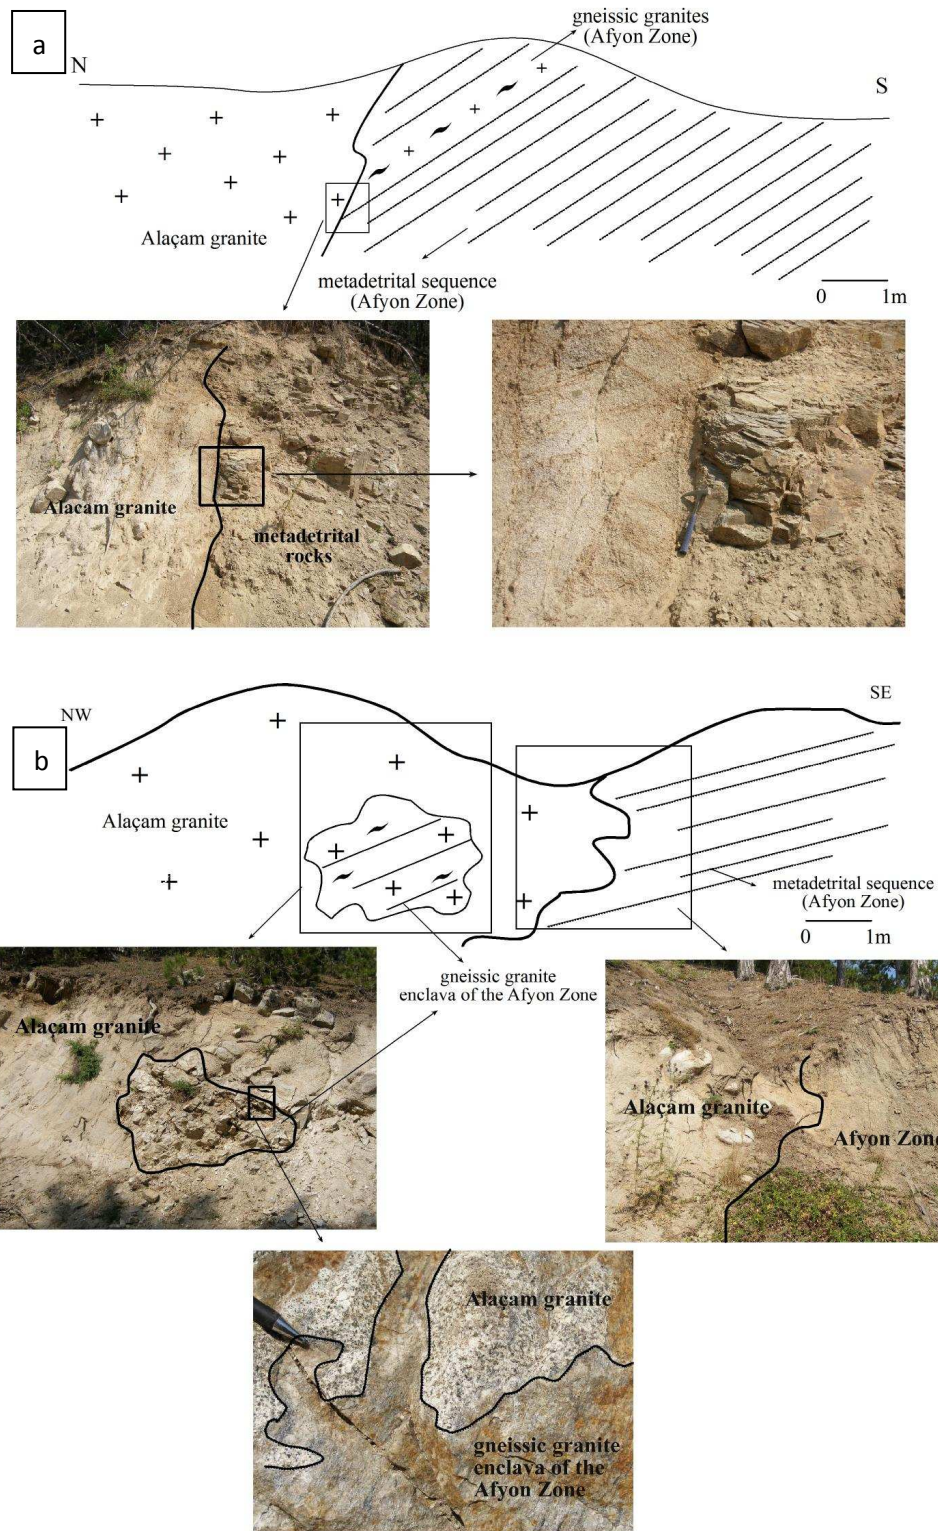 a
gneissic granites
(Afyon Zone)
N
S
Alaçam granite
metadetrital sequence
(Afyon Zone)
0 1m
Alaçam granite
metadetrital
rocks
b
NW
SE
Alaçam granite
metadetrital sequence
(Afyon Zone)
0 1m
gneissic granite
enclava of the Afyon Zone
Alaçam granite
Alaçam granite
Afyon Zone
Alaçam granite
gneissic granite
enclava of the
Afyon Zone